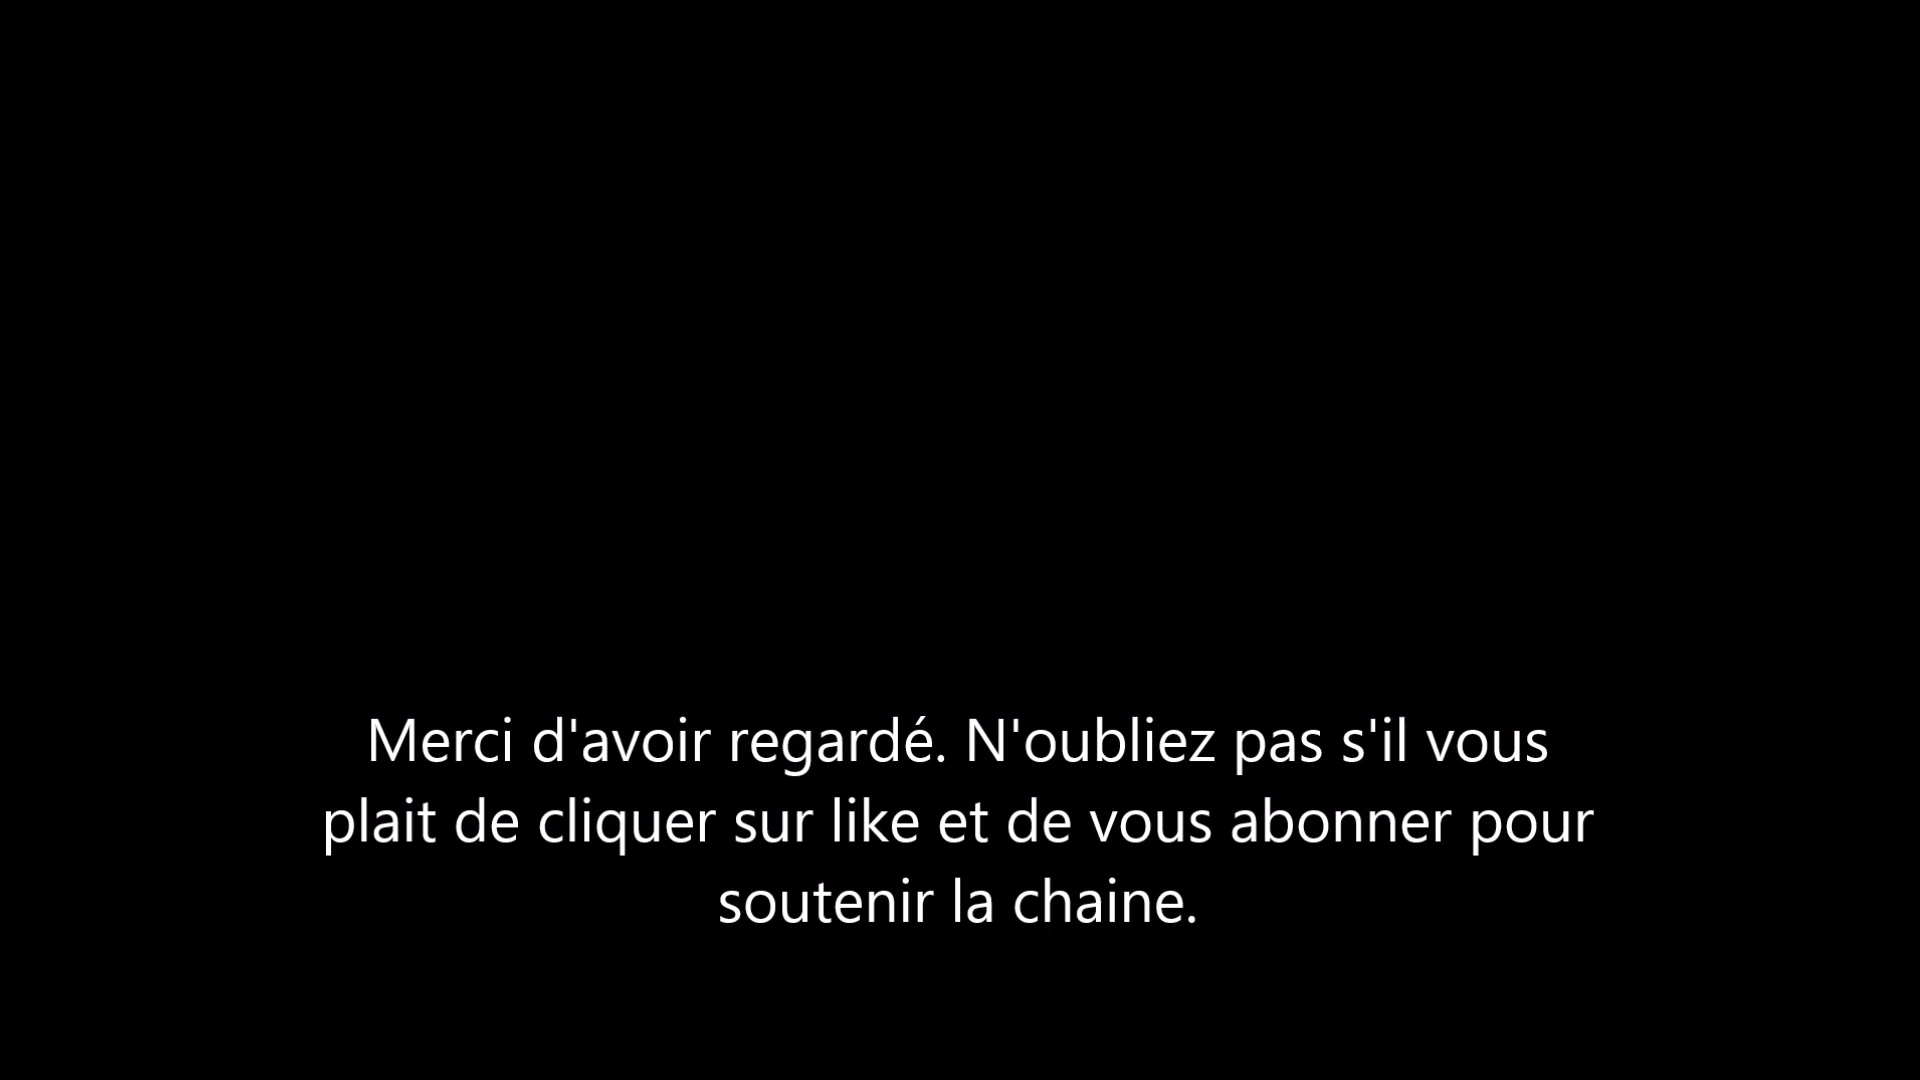 Merci d'avoir regardé. N'oubliez pas s'il vous
plait de cliquer sur like et de vous abonner pour
soutenir la chaine.